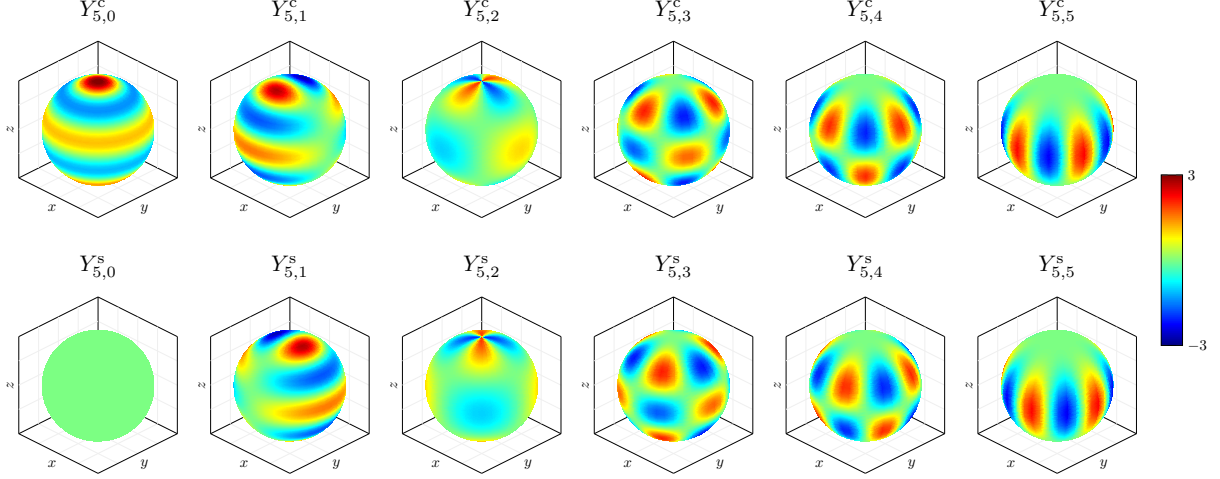 Y^c_{5,0} Y^c_{5,1} Y^c_{5,2} Y^c_{5,3} Y^c_{5,4} Y^c_{5,5}
z z z z z z
x y x y x y x y x y x y
3
−3
Y^s_{5,0} Y^s_{5,1} Y^s_{5,2} Y^s_{5,3} Y^s_{5,4} Y^s_{5,5}
z z z z z z
x y x y x y x y x y x y